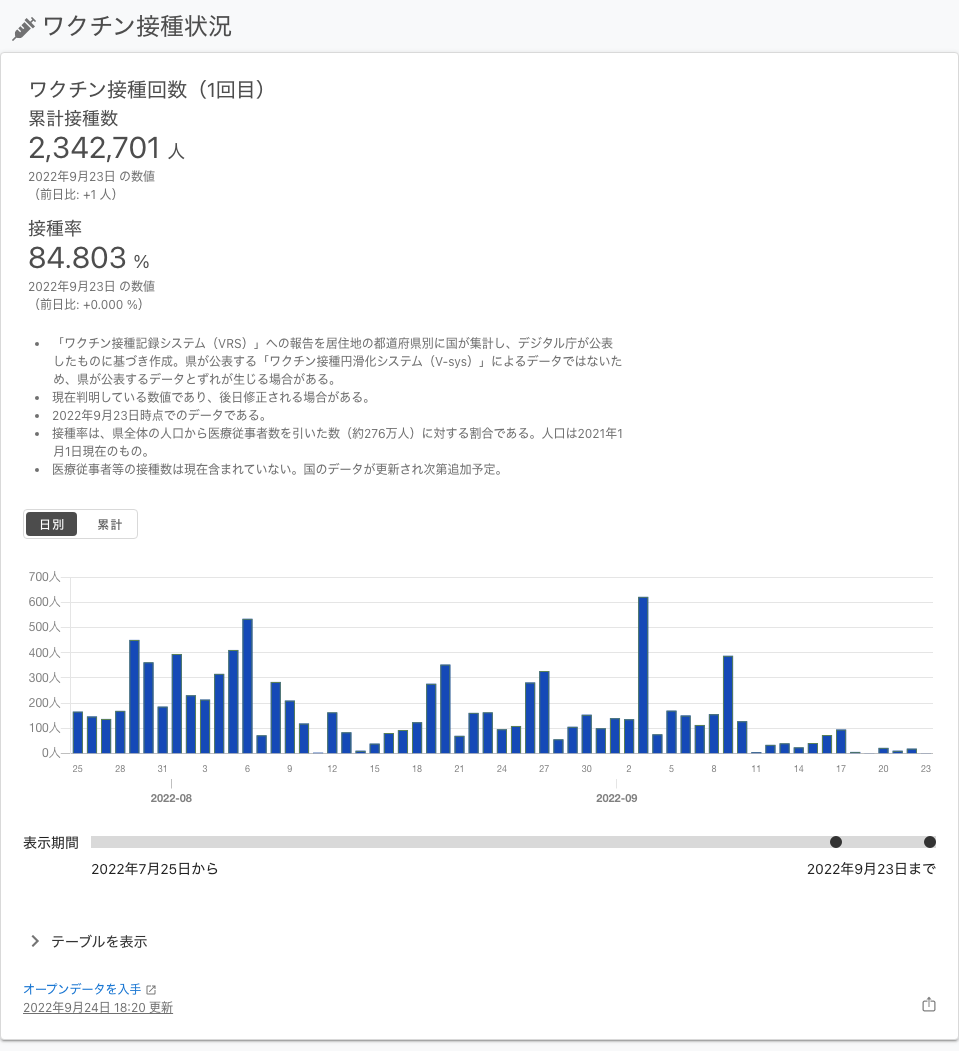 ワクチン接種状況
ワクチン接種回数（1回目）
累計接種数
2,342,701 人
2022年9月23日 の数値
（前日比: +1 人）
接種率
84.803 %
2022年9月23日 の数値
（前日比: +0.000 %）
• 「ワクチン接種記録システム（VRS）」への報告を居住地の都道府県別に国が集計し、デジタル庁が公表
したものに基づき作成。県が公表する「ワクチン接種円滑化システム（V-sys）」によるデータではないた
め、県が公表するデータとずれが生じる場合がある。
• 現在判明している数値であり、後日修正される場合がある。
• 2022年9月23日時点でのデータである。
• 接種率は、県全体の人口から医療従事者数を引いた数（約276万人）に対する割合である。人口は2021年1
月1日現在のもの。
• 医療従事者等の接種数は現在含まれていない。国のデータが更新され次第追加予定。
日別 累計
700人
600人
500人
400人
300人
200人
100人
0人
25 28 31 3 6 9 12 15 18 21 24 27 30 2 5 8 11 14 17 20 23
2022-08 2022-09
表示期間
2022年7月25日から 2022年9月23日まで
テーブルを表示
オープンデータを入手
2022年9月24日 18:20 更新